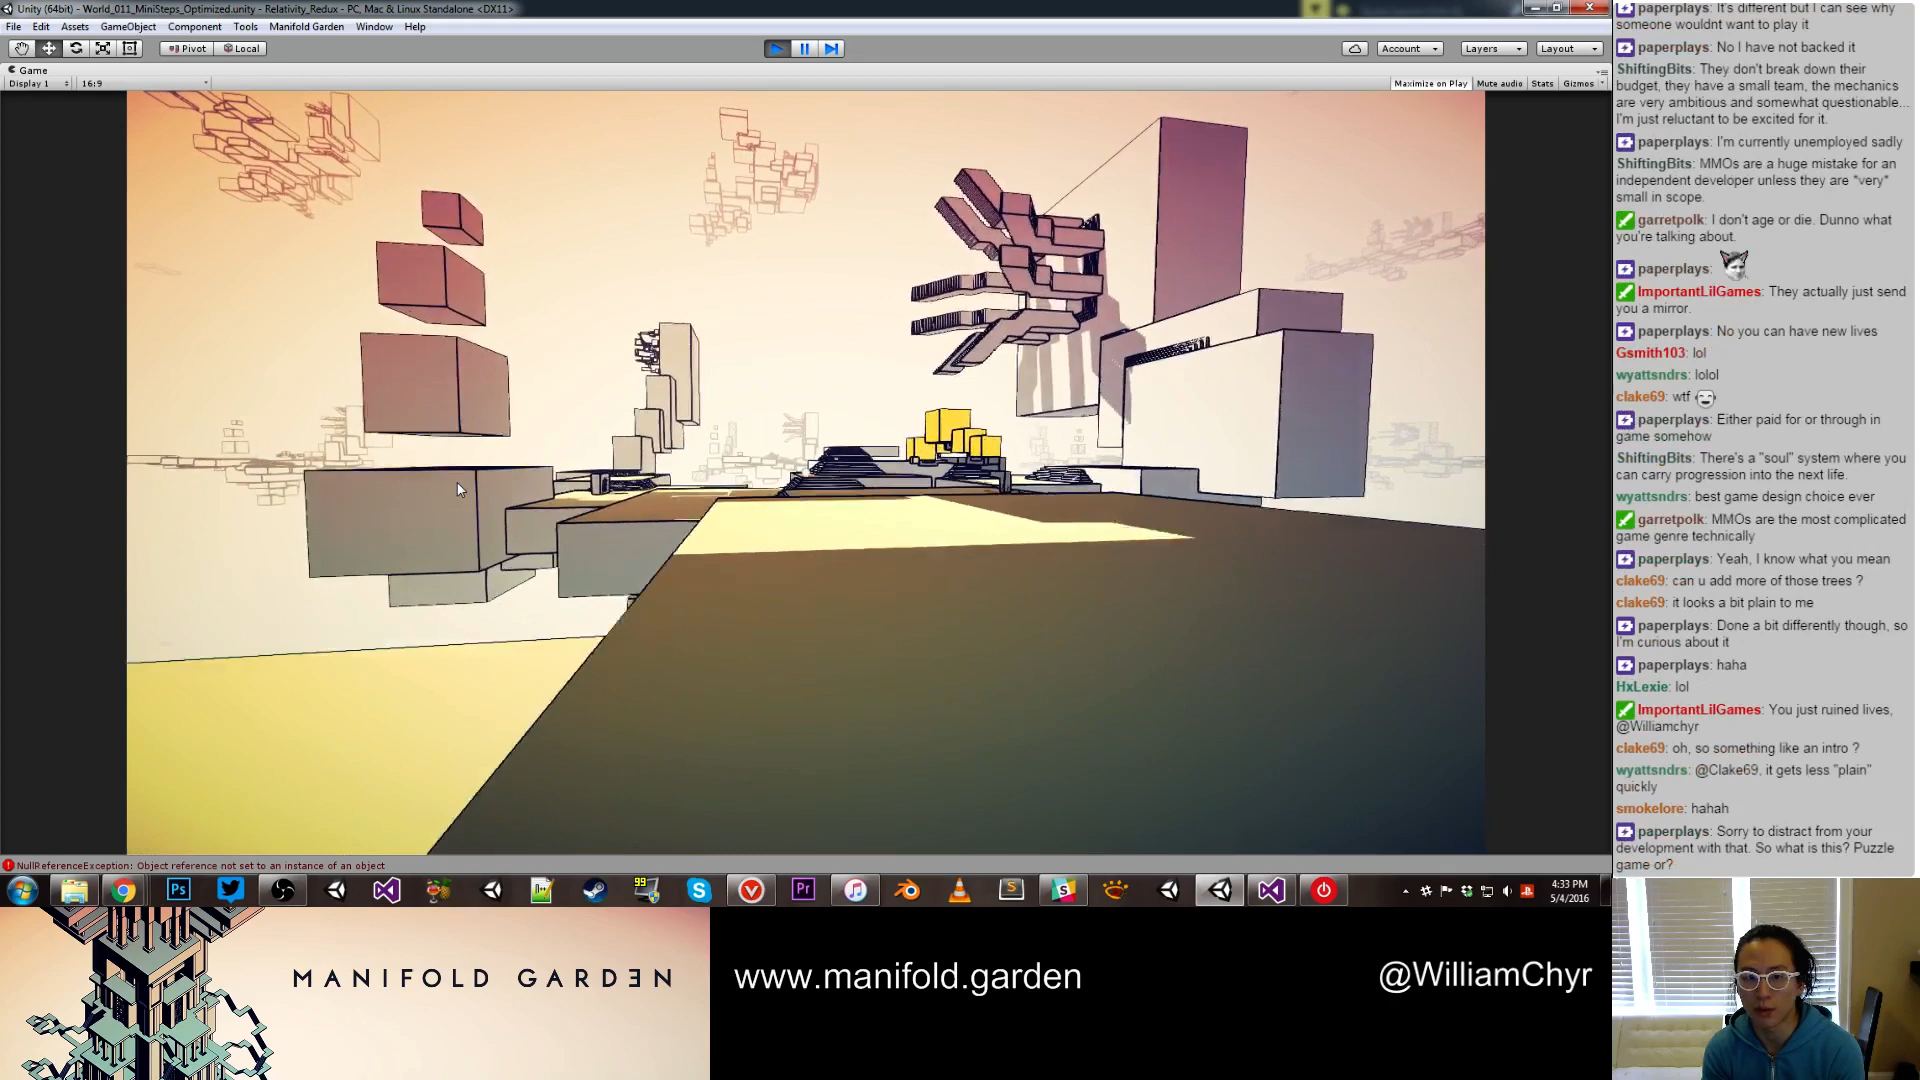 Unity (64bit) - World_011_MiniSteps_Optimized.unity - Relativity_Redux - PC, Mac & Linux Standalone <DX11>
File Edit Assets GameObject Component Tools Manifold Garden Window Help
Pivot Local Account Layers Layout
Game
Display 1 16:9 Maximize on Play Mute audio Stats Gizmos
paperplays: It's different but I can see why
someone wouldnt want to play it
paperplays: No I have not backed it
ShiftingBits: They don't break down their
budget, they have a small team, the mechanics
are very ambitious and somewhat questionable...
I'm just reluctant to be excited for it.
paperplays: I'm currently unemployed sadly
ShiftingBits: MMOs are a huge mistake for an
independent developer unless they are *very*
small in scope.
garretpolk: I don't age or die. Dunno what
you're talking about.
paperplays:
ImportantLilGames: They actually just send
you a mirror.
paperplays: No you can have new lives
Gsmith103: lol
wyattsndrs: lolol
clake69: wtf
paperplays: Either paid for or through in
game somehow
ShiftingBits: There's a "soul" system where you
can carry progression into the next life.
wyattsndrs: best game design choice ever
garretpolk: MMOs are the most complicated
game genre technically
paperplays: Yeah, I know what you mean
clake69: can u add more of those trees ?
clake69: it looks a bit plain to me
paperplays: Done a bit differently though, so
I'm curious about it
paperplays: haha
HxLexie: lol
ImportantLilGames: You just ruined lives,
@Williamchyr
clake69: oh, so something like an intro ?
wyattsndrs: @Clake69, it gets less "plain"
quickly
smokelore: hahah
paperplays: Sorry to distract from your
development with that. So what is this? Puzzle
game or?
NullReferenceException: Object reference not set to an instance of an object
Ps 99 S V Pr S
4:33 PM
5/4/2016
MANIFOLD GARDƎN
www.manifold.garden
@WilliamChyr